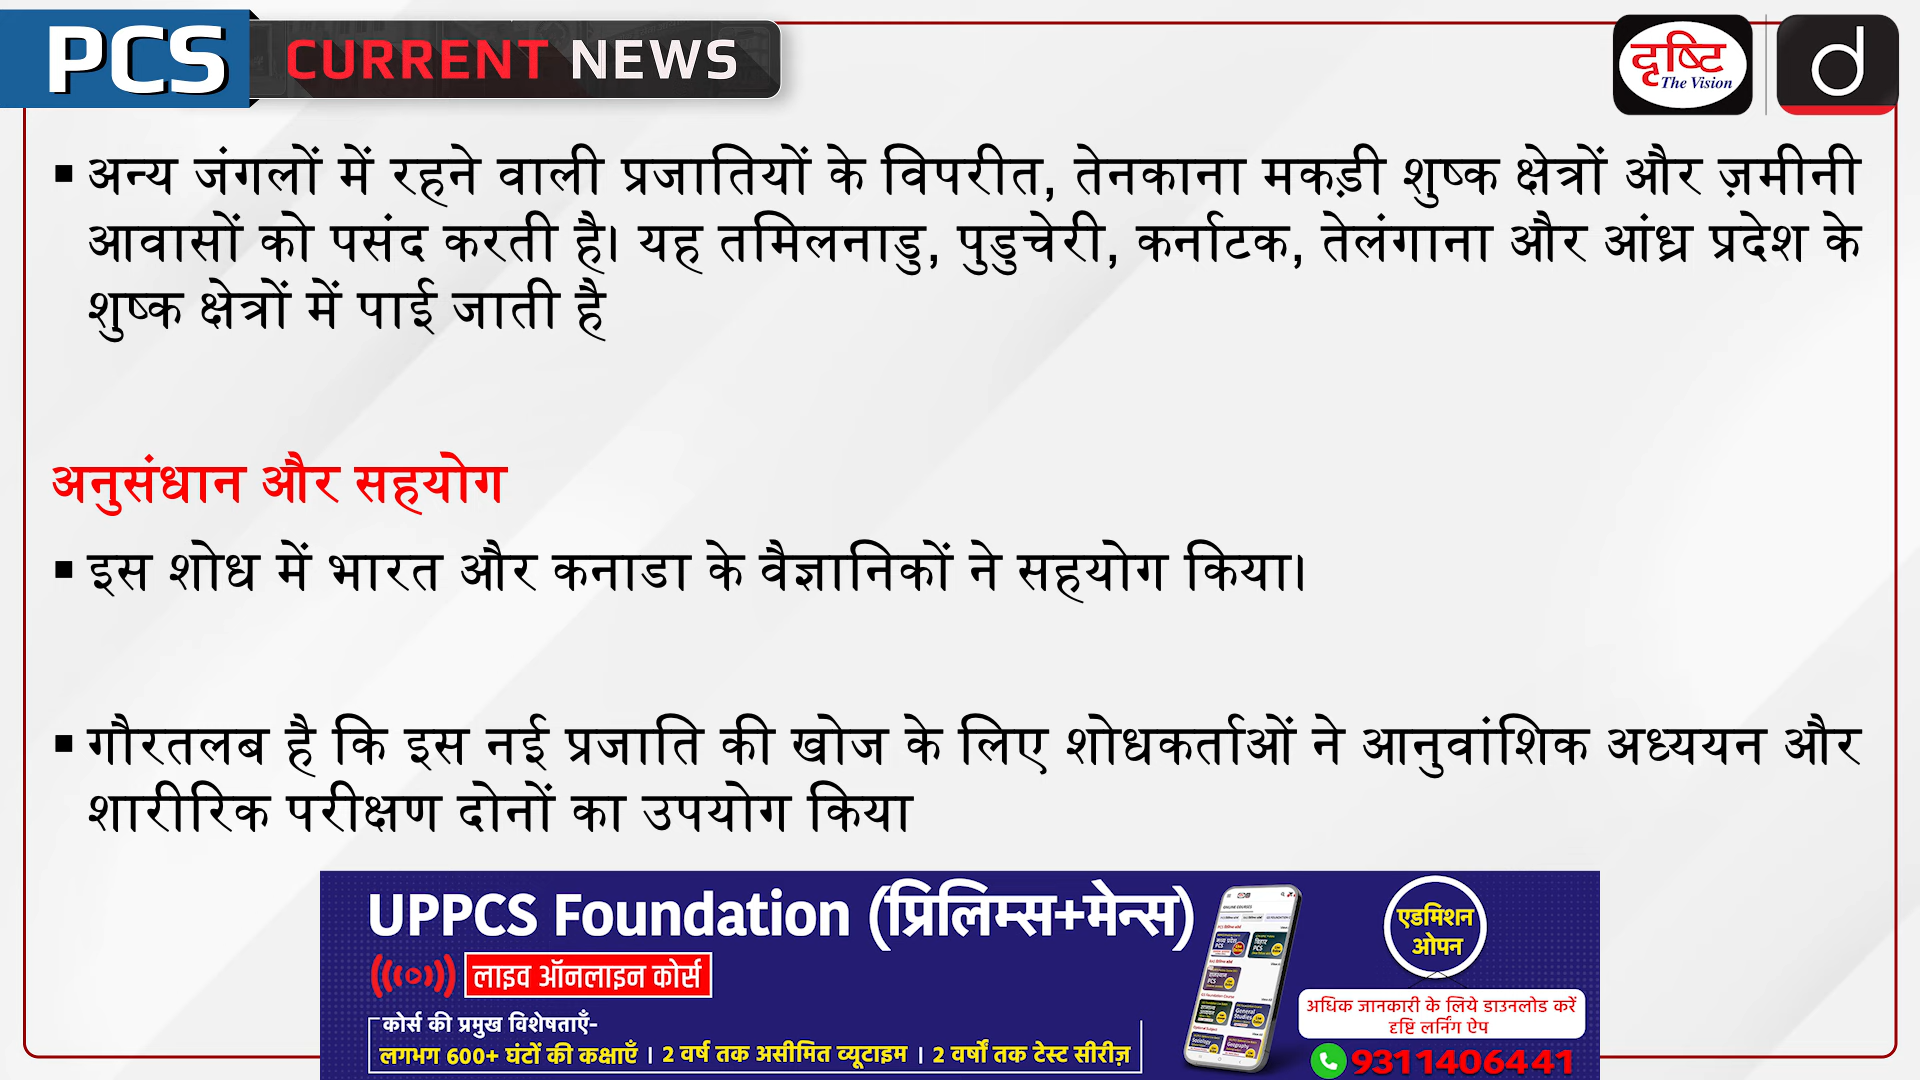 PCS CURRENT NEWS
दृष्टि
The Vision
d
▪ अन्य जंगलों में रहने वाली प्रजातियों के विपरीत, तेनकाना मकड़ी शुष्क क्षेत्रों और ज़मीनी
आवासों को पसंद करती है। यह तमिलनाडु, पुडुचेरी, कर्नाटक, तेलंगाना और आंध्र प्रदेश के
शुष्क क्षेत्रों में पाई जाती है
अनुसंधान और सहयोग
▪ इस शोध में भारत और कनाडा के वैज्ञानिकों ने सहयोग किया।
▪ गौरतलब है कि इस नई प्रजाति की खोज के लिए शोधकर्ताओं ने आनुवांशिक अध्ययन और
शारीरिक परीक्षण दोनों का उपयोग किया
UPPCS Foundation (प्रिलिम्स+मेन्स)
लाइव ऑनलाइन कोर्स
कोर्स की प्रमुख विशेषताएँ-
लगभग 600+ घंटों की कक्षाएँ । 2 वर्ष तक असीमित व्यूटाइम । 2 वर्षों तक टेस्ट सीरीज़
एडमिशन
ओपन
अधिक जानकारी के लिये डाउनलोड करें
दृष्टि लर्निंग ऐप
9311406441